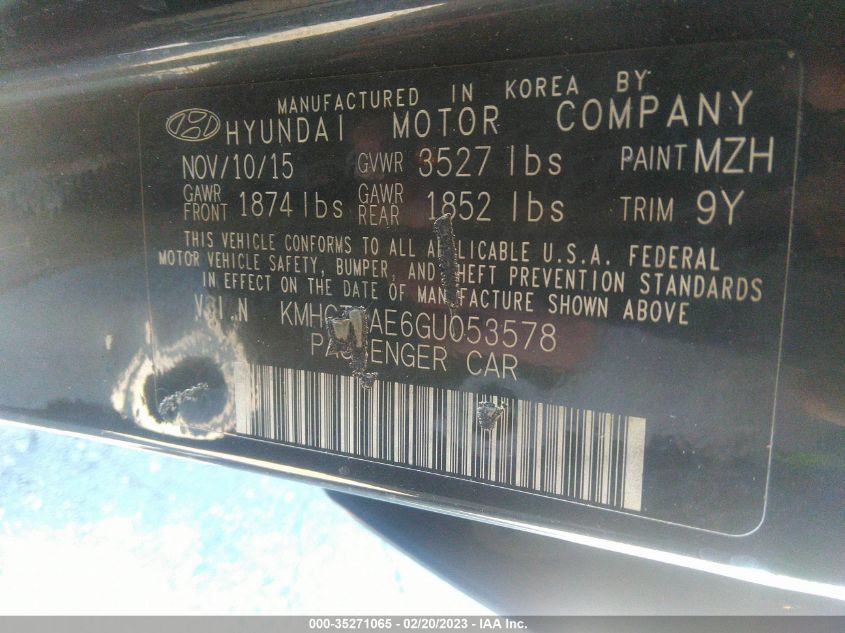 MANUFACTURED IN KOREA BY
HYUNDAI MOTOR COMPANY
NOV/10/15 GVWR 3527 lbs PAINT MZH
GAWR FRONT 1874 lbs GAWR REAR 1852 lbs TRIM 9Y
THIS VEHICLE CONFORMS TO ALL APPLICABLE U.S.A. FEDERAL
MOTOR VEHICLE SAFETY, BUMPER, AND THEFT PREVENTION STANDARDS
IN EFFECT ON THE DATE OF MANUFACTURE SHOWN ABOVE
V.I.N
PASSENGER CAR
000-35271065 - 02/20/2023 - IAA Inc.